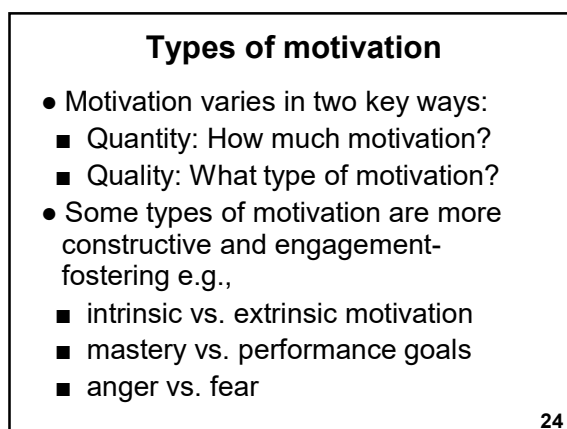 Types of motivation
● Motivation varies in two key ways:
■ Quantity: How much motivation?
■ Quality: What type of motivation?
● Some types of motivation are more
constructive and engagement-
fostering e.g.,
■ intrinsic vs. extrinsic motivation
■ mastery vs. performance goals
■ anger vs. fear
24